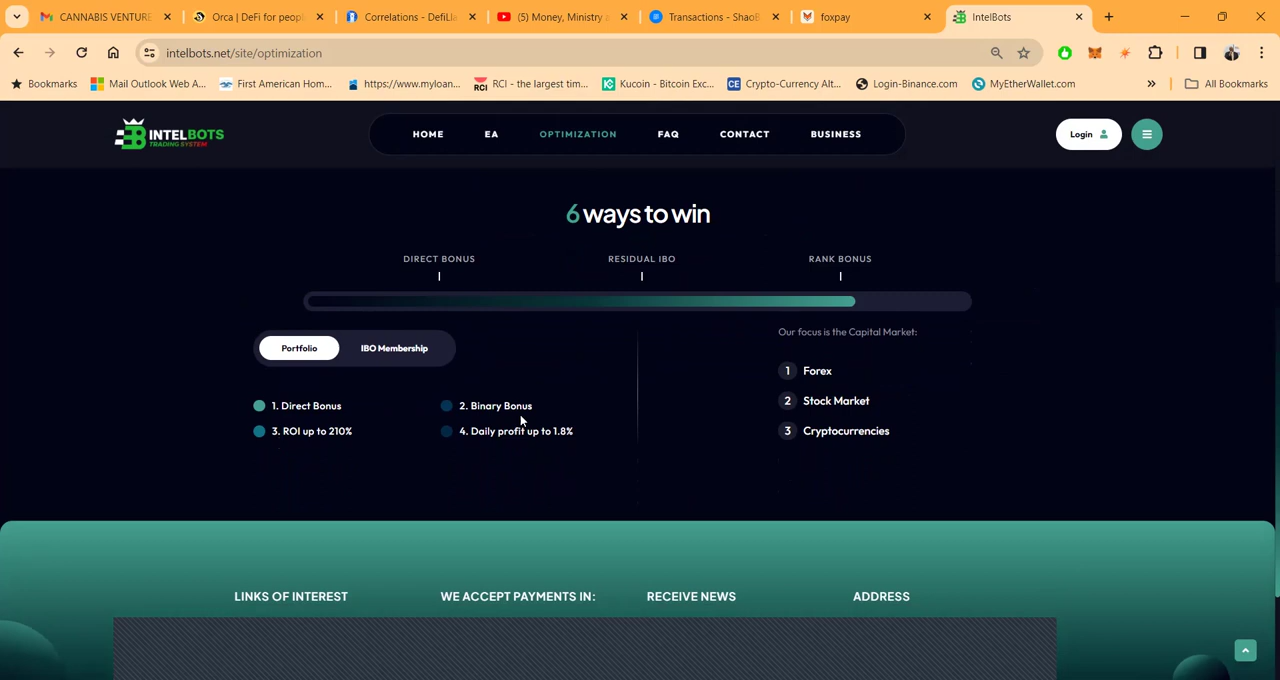 CANNABIS VENTURE
Orca | DeFi for peopl
Correlations - DefiLla
(5) Money, Ministry a
Transactions - ShaoB
foxpay
IntelBots
intelbots.net/site/optimization
Bookmarks
Mail Outlook Web A...
First American Hom...
https://www.myloan...
RCI
RCI - the largest tim...
Kucoin - Bitcoin Exc...
CE
Crypto-Currency Alt...
Login-Binance.com
MyEtherWallet.com
All Bookmarks
INTELBOTS
TRADING SYSTEM
HOME
EA
OPTIMIZATION
FAQ
CONTACT
BUSINESS
Login
6 ways to win
DIRECT BONUS
RESIDUAL IBO
RANK BONUS
Portfolio
IBO Membership
1. Direct Bonus
2. Binary Bonus
3. ROI up to 210%
4. Daily profit up to 1.8%
Our focus is the Capital Market:
1 Forex
2 Stock Market
3 Cryptocurrencies
LINKS OF INTEREST
WE ACCEPT PAYMENTS IN:
RECEIVE NEWS
ADDRESS